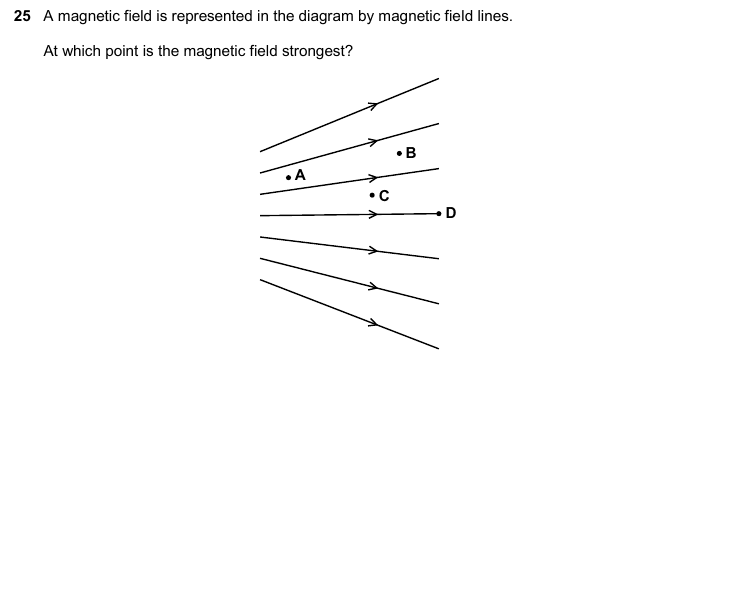 25 A magnetic field is represented in the diagram by magnetic field lines.
At which point is the magnetic field strongest?
B
A
C
D